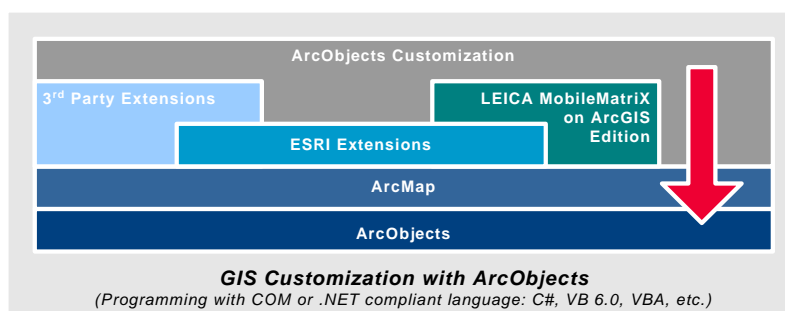 ArcObjects Customization
3rd Party Extensions
LEICA MobileMatriX
on ArcGIS
Edition
ESRI Extensions
ArcMap
ArcObjects
GIS Customization with ArcObjects
(Programming with COM or .NET compliant language: C#, VB 6.0, VBA, etc.)